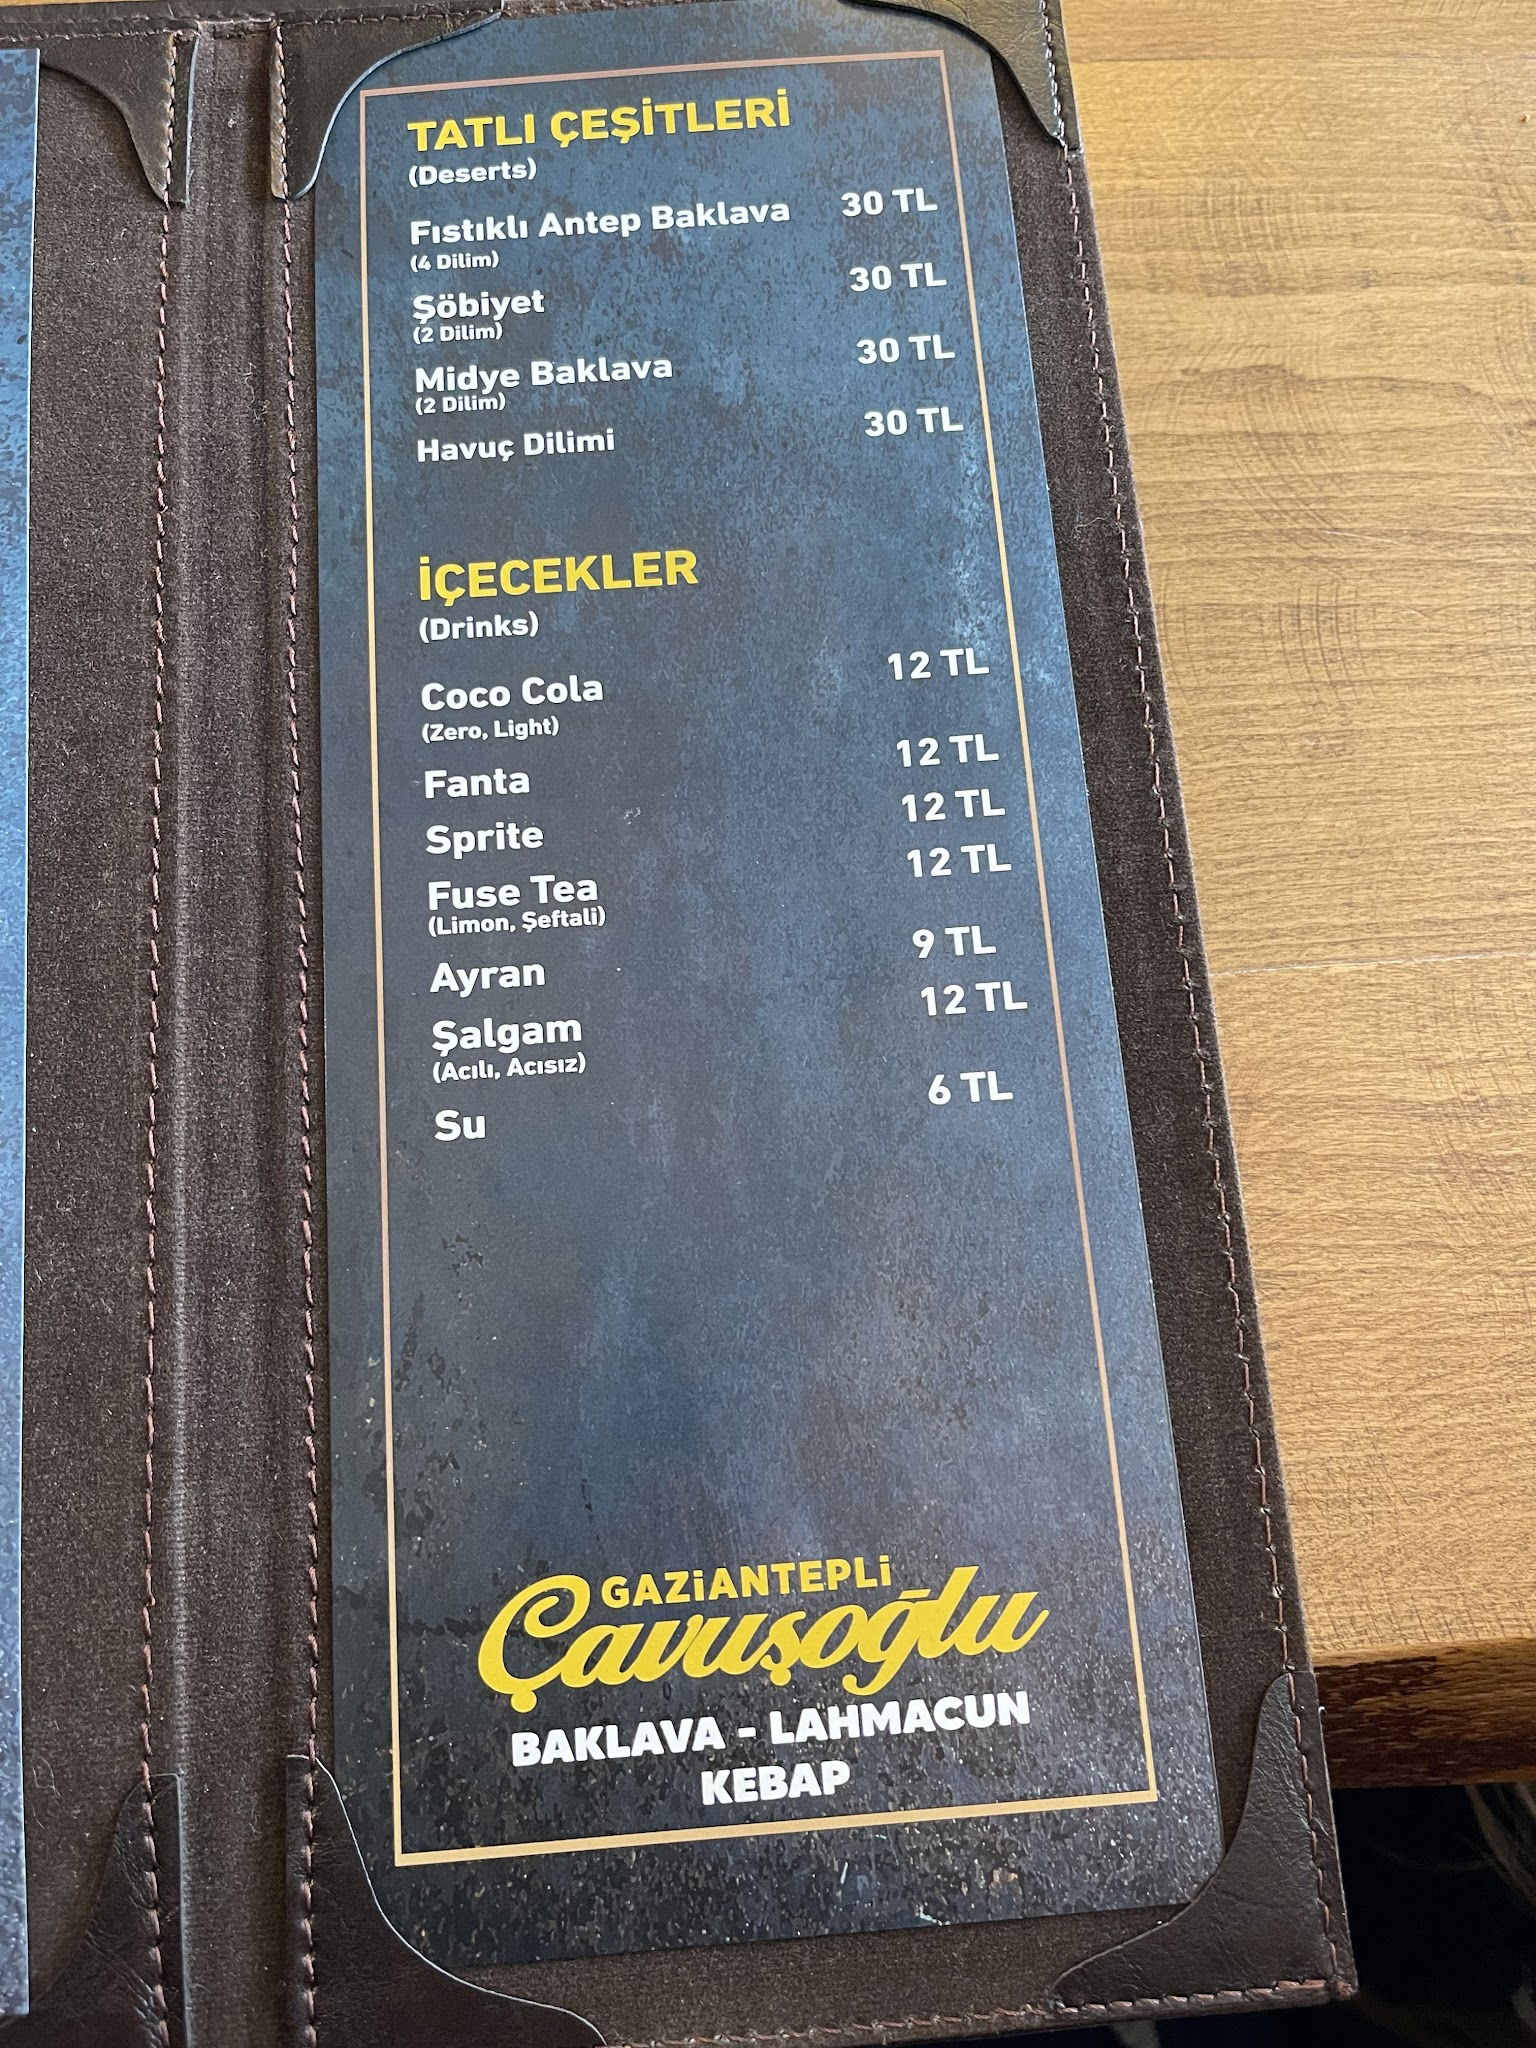 TATLI ÇEŞİTLERİ
(Deserts)
Fıstıklı Antep Baklava 30 TL
(4 Dilim)
Şöbiyet 30 TL
(2 Dilim)
Midye Baklava 30 TL
(2 Dilim)
Havuç Dilimi 30 TL
İÇECEKLER
(Drinks)
Coco Cola 12 TL
(Zero, Light)
Fanta 12 TL
Sprite 12 TL
Fuse Tea 12 TL
(Limon, Şeftali)
Ayran 9 TL
Şalgam 12 TL
(Acılı, Acısız)
Su 6 TL
GAZiANTEPLi
Çavuşoğlu
BAKLAVA - LAHMACUN
KEBAP